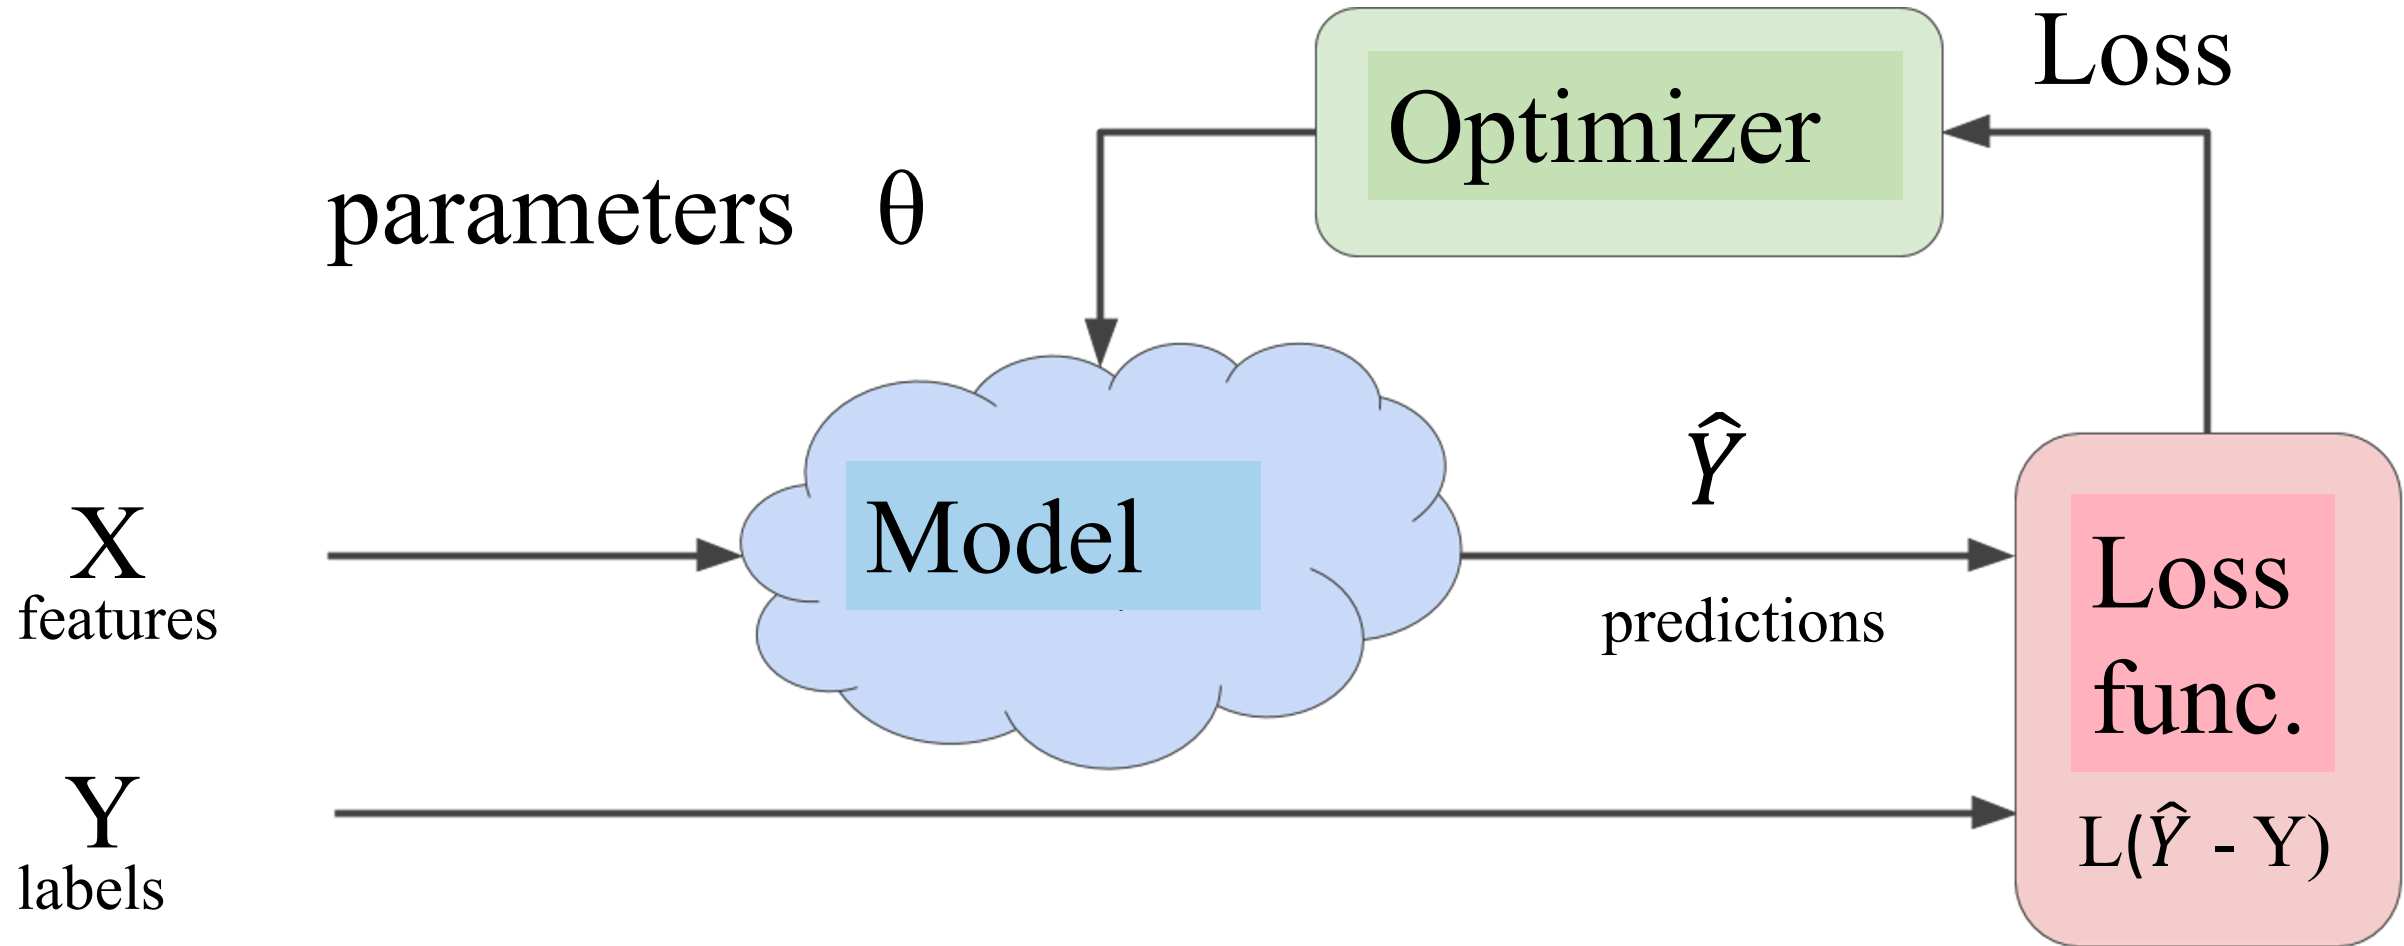 Loss
Optimizer
parameters θ
Ŷ
X
features
Model
predictions
Loss
func.
Y
labels
L(Ŷ - Y)